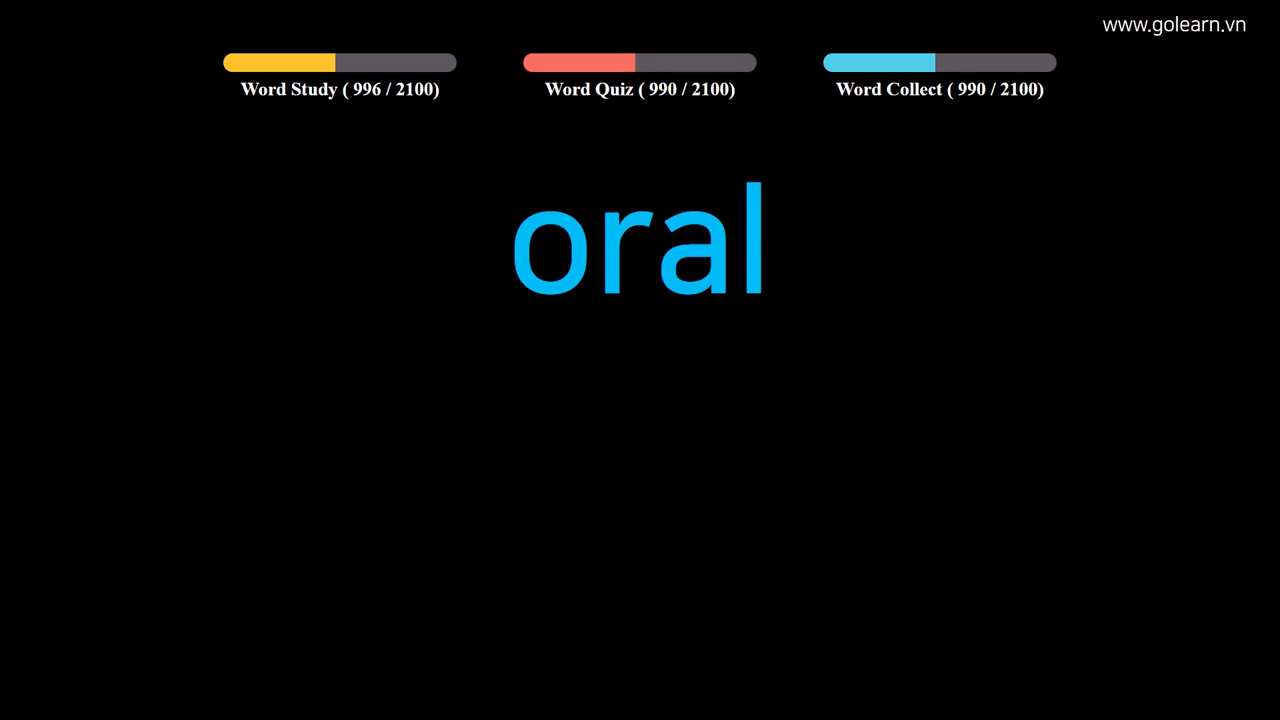 www.golearn.vn
Word Study ( 996 / 2100)
Word Quiz ( 990 / 2100)
Word Collect ( 990 / 2100)
oral